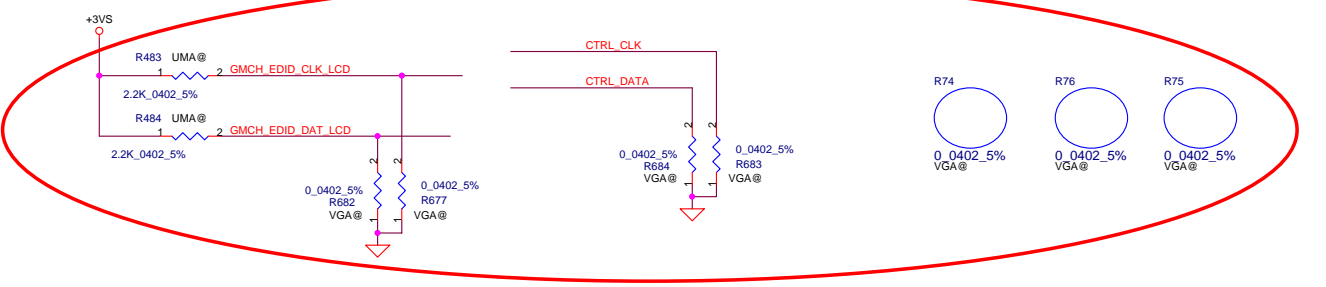 +3VS
R483 UMA@
1 2 GMCH_EDID_CLK_LCD
2.2K_0402_5%
R484 UMA@
1 2 GMCH_EDID_DAT_LCD
2.2K_0402_5%
2 2
0_0402_5%
R682
VGA@
1
0_0402_5%
R677
VGA@
1
CTRL_CLK
CTRL_DATA
2 2
0_0402_5%
R684
VGA@
1
0_0402_5%
R683
VGA@
1
R74
0_0402_5%
VGA@
R76
0_0402_5%
VGA@
R75
0_0402_5%
VGA@